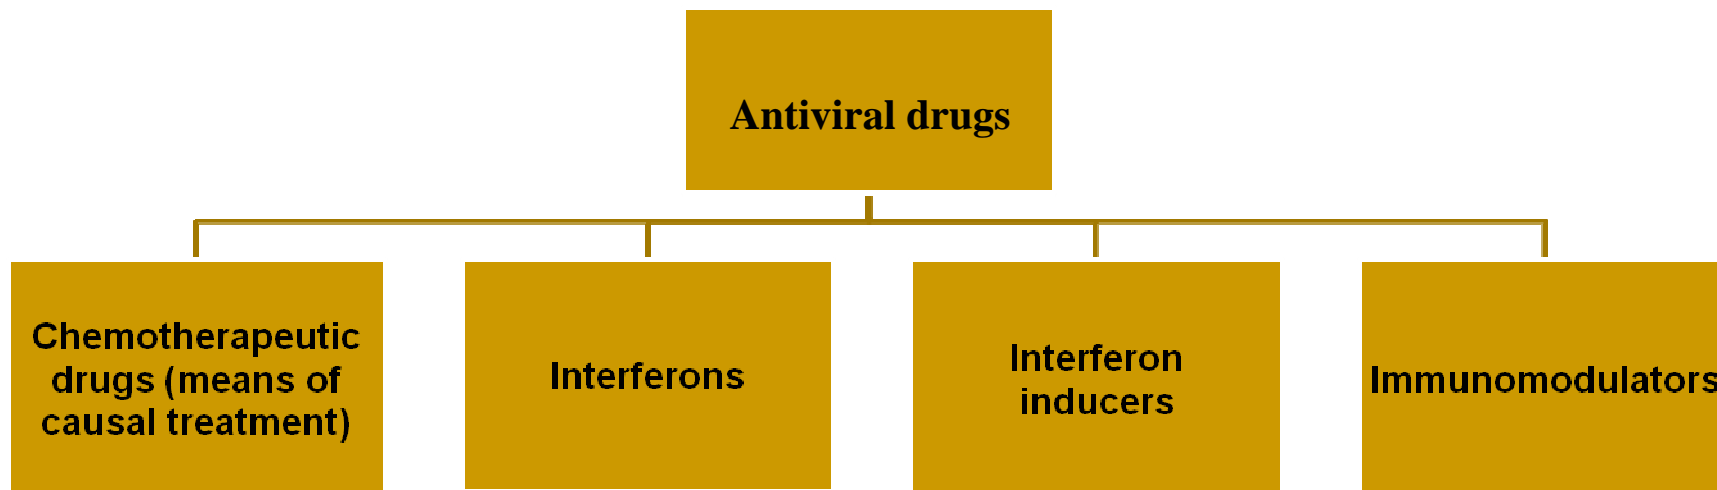 Antiviral drugs
Chemotherapeutic
drugs (means of
causal treatment)
Interferons
Interferon
inducers
Immunomodulators